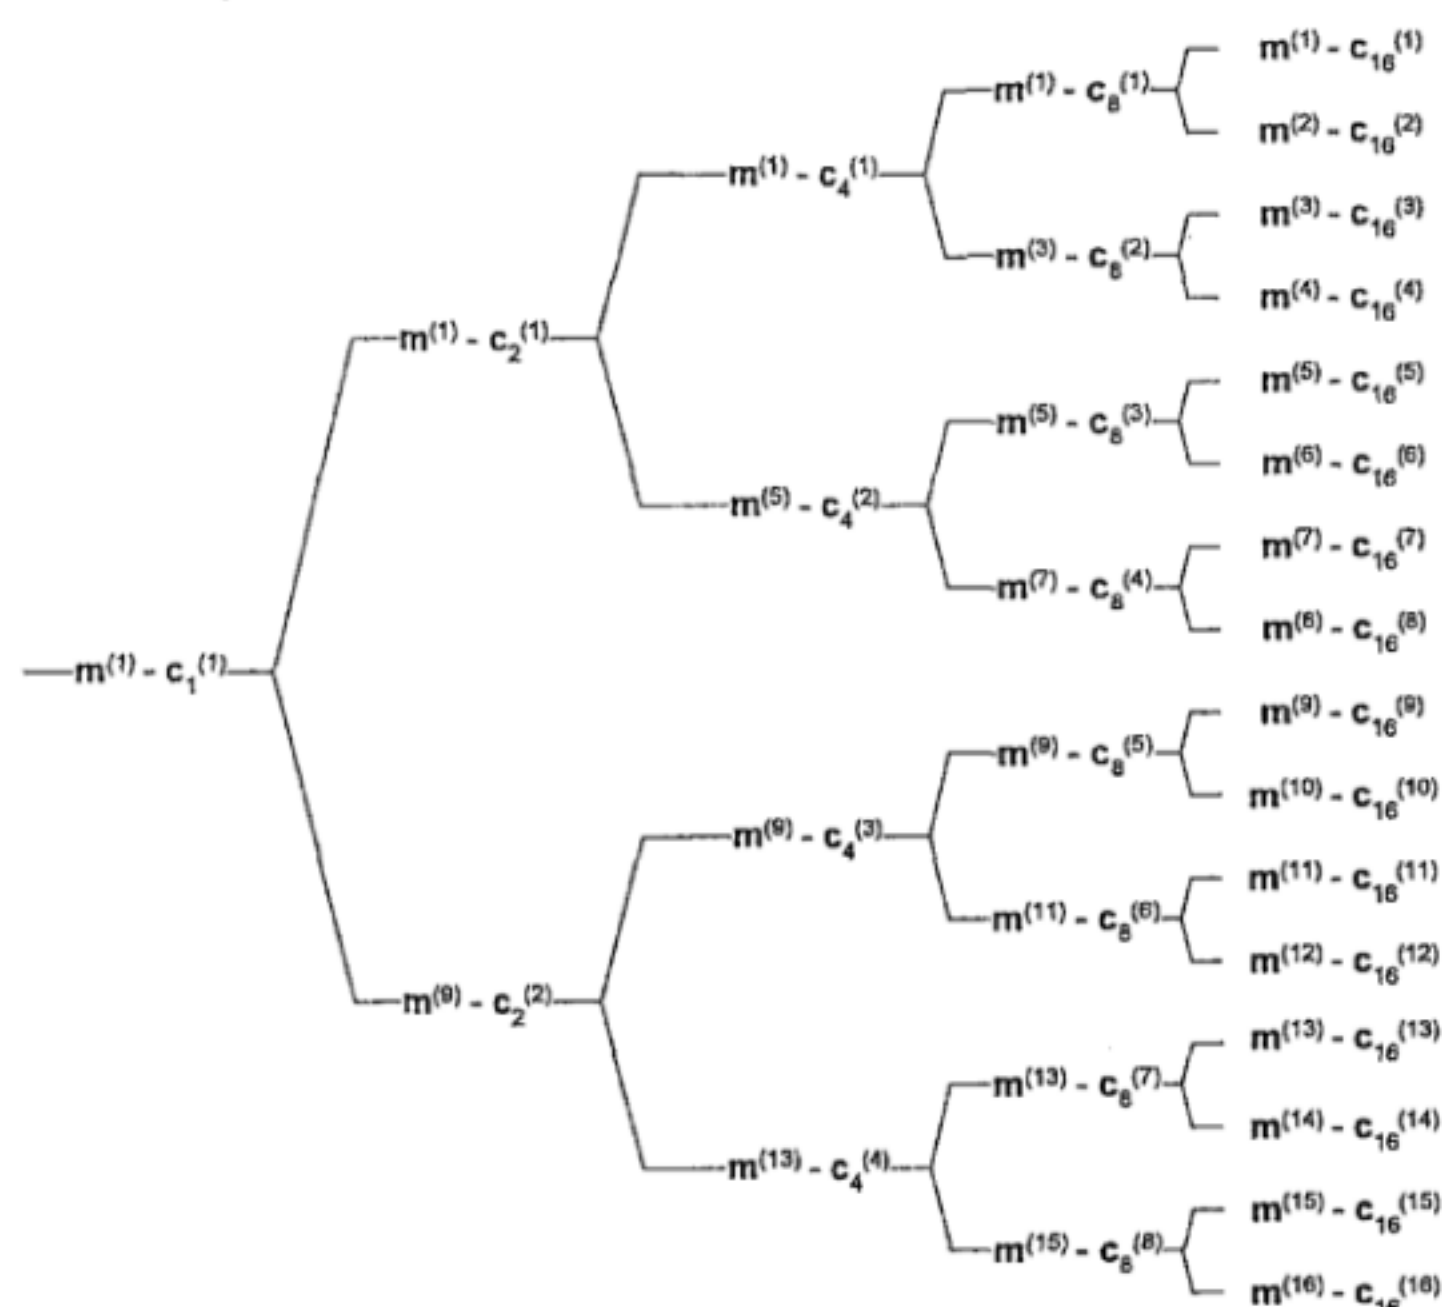 m(1) - c16(1)
m(1) - c8(1)
m(2) - c16(2)
m(1) - c4(1)
m(3) - c16(3)
m(3) - c8(2)
m(4) - c16(4)
m(1) - c2(1)
m(5) - c16(5)
m(5) - c8(3)
m(6) - c16(6)
m(5) - c4(2)
m(7) - c16(7)
m(7) - c8(4)
m(6) - c16(8)
m(1) - c1(1)
m(9) - c16(9)
m(9) - c8(5)
m(10) - c16(10)
m(9) - c4(3)
m(11) - c16(11)
m(11) - c8(6)
m(12) - c16(12)
m(9) - c2(2)
m(13) - c16(13)
m(13) - c8(7)
m(14) - c16(14)
m(13) - c4(4)
m(15) - c16(15)
m(15) - c8(8)
m(16) - c16(16)